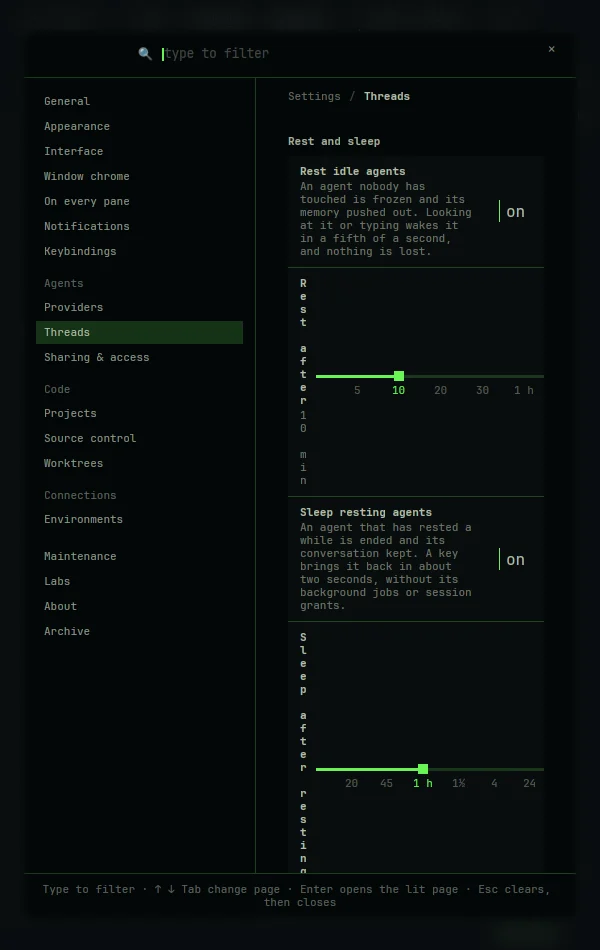 type to filter
×
General
Appearance
Interface
Window chrome
On every pane
Notifications
Keybindings
Agents
Providers
Threads
Sharing & access
Code
Projects
Source control
Worktrees
Connections
Environments
Maintenance
Labs
About
Archive
Settings / Threads
Rest and sleep
Rest idle agents
An agent nobody has
touched is frozen and its
memory pushed out. Looking
at it or typing wakes it
in a fifth of a second,
and nothing is lost.
on
Rest after
10 min
5 10 20 30 1 h
Sleep resting agents
An agent that has rested a
while is ended and its
conversation kept. A key
brings it back in about
two seconds, without its
background jobs or session
grants.
on
Sleep after resting
20 45 1 h 1½ 4 24
Type to filter · ↑ ↓ Tab change page · Enter opens the lit page · Esc clears,
then closes